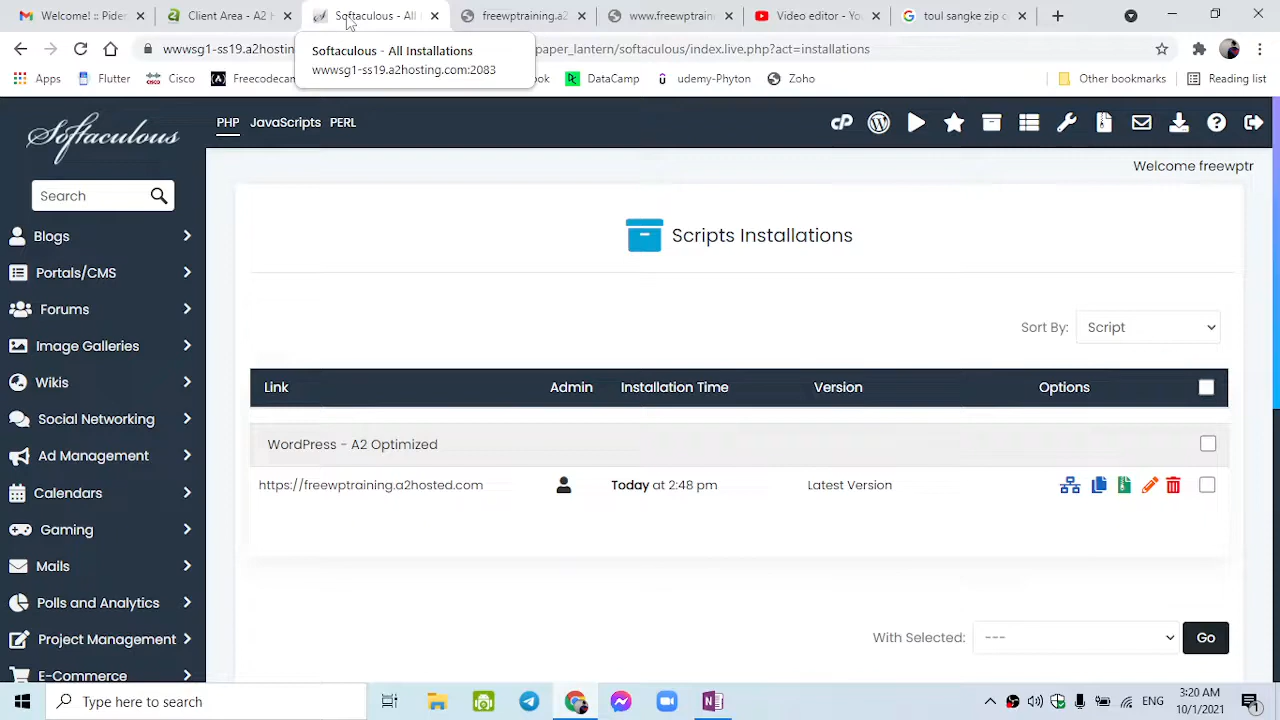 Welcome! - Pider
Client Area - A2 H
Softaculous - All I
freewptraining.a2
www.freewptrain
Video editor - Yo
toul sangke zip c
wwwsg1-ss19.a2hostin
paper_lantern/softaculous/index.live.php?act=installations
Softaculous - All Installations
wwwsg1-ss19.a2hosting.com:2083
Apps
Flutter
Cisco
Freecodecan
ook
DataCamp
udemy-Phyton
Zoho
Other bookmarks
Reading list
Softaculous
PHP
JavaScripts
PERL
Welcome freewptr
Search
Blogs
Portals/CMS
Forums
Image Galleries
Wikis
Social Networking
Ad Management
Calendars
Gaming
Mails
Polls and Analytics
Project Management
E-Commerce
Scripts Installations
Sort By:
Script
Link
Admin
Installation Time
Version
Options
WordPress - A2 Optimized
https://freewptraining.a2hosted.com
Today at 2:48 pm
Latest Version
With Selected:
---
Go
Type here to search
ENG
3:20 AM
10/1/2021
1